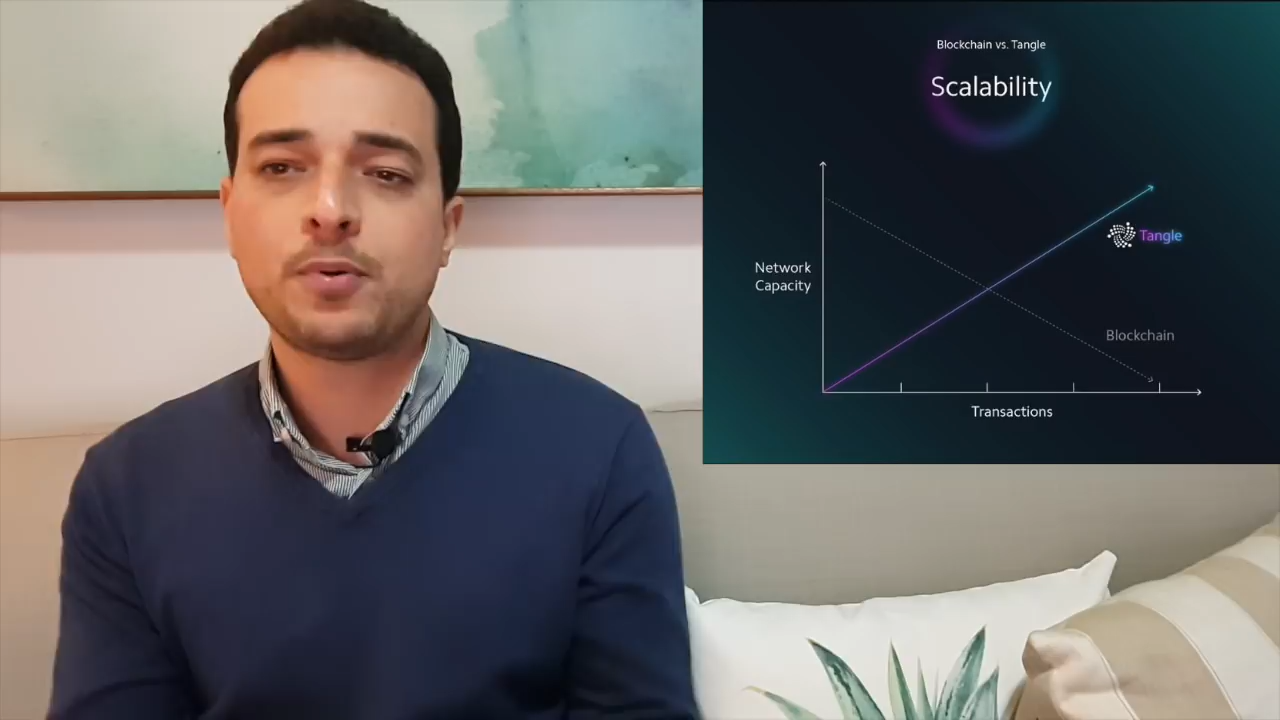 Blockchain vs. Tangle
Scalability
Network
Capacity
Tangle
Blockchain
Transactions